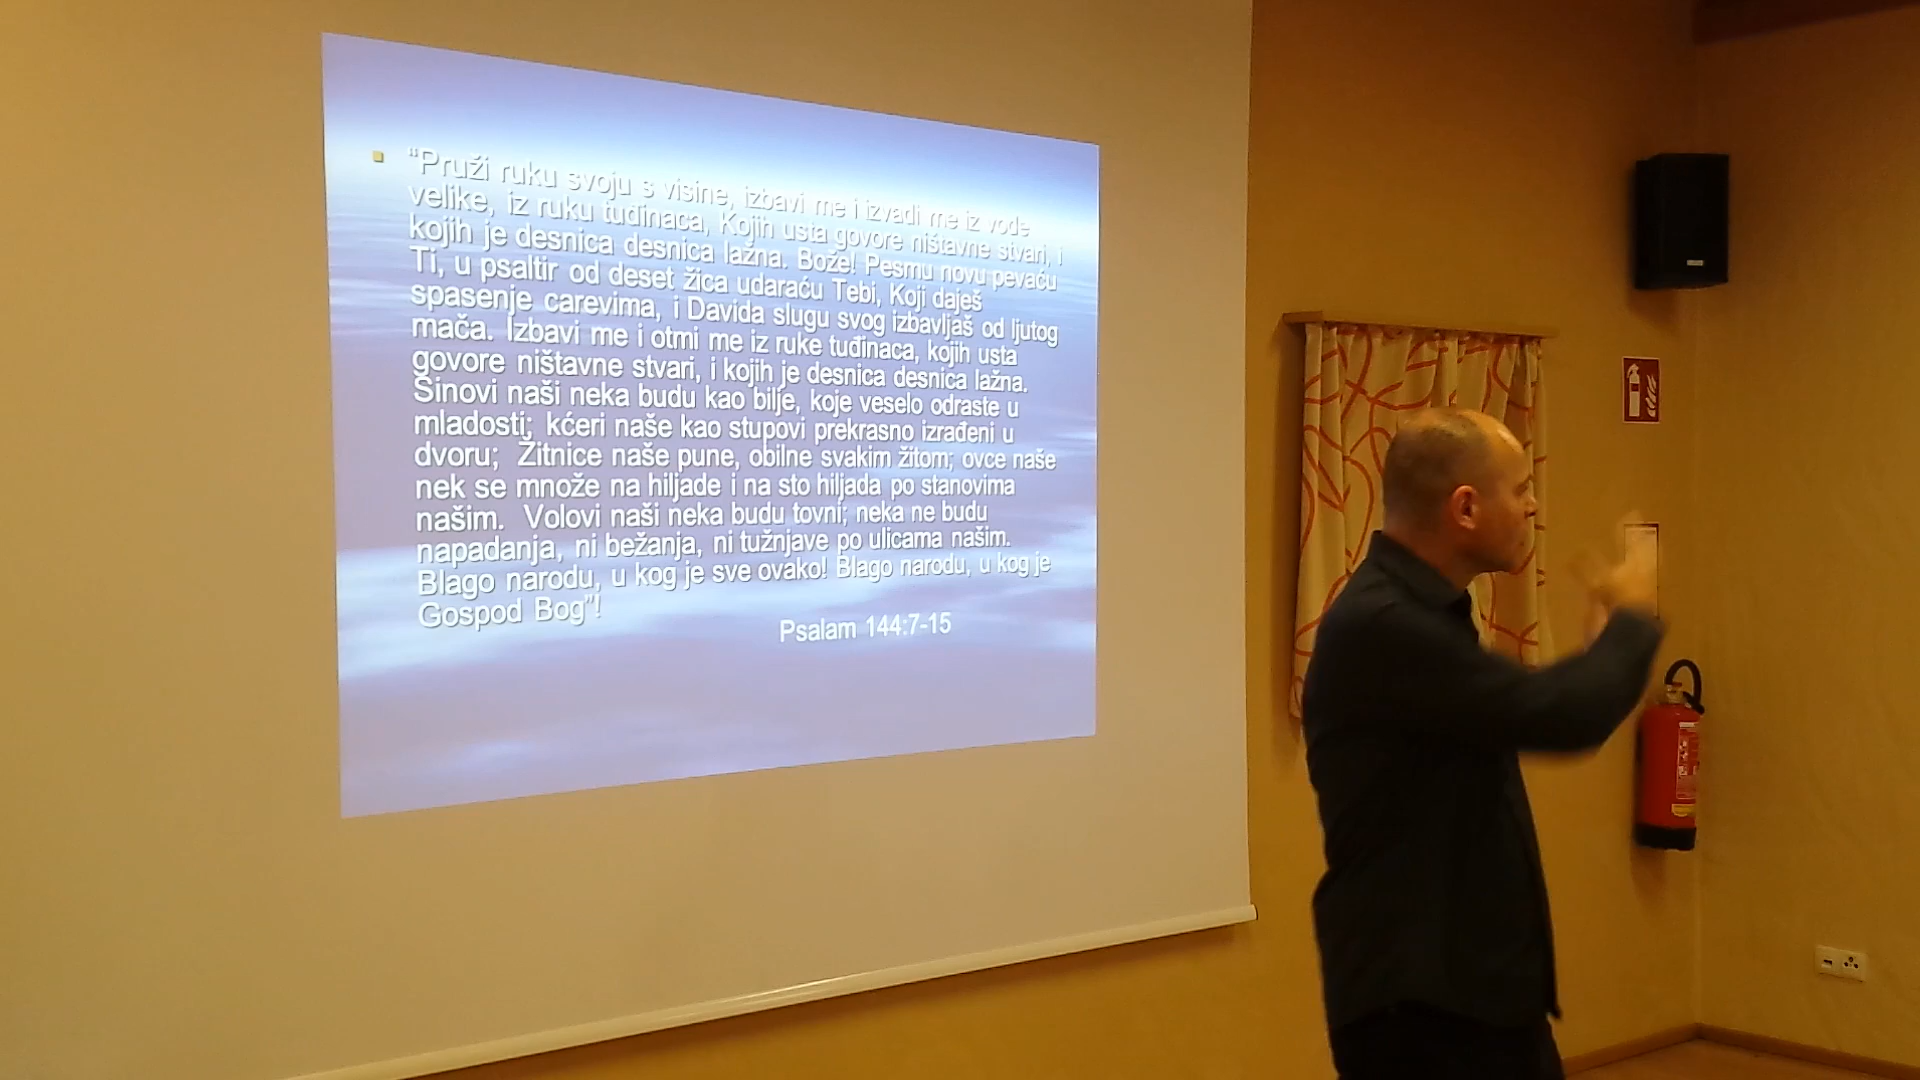 “Pruži ruku svoju s visine, izbavi me i izvadi me iz vode
velike, iz ruku tuđinaca, Kojih usta govore ništavne stvari, i
kojih je desnica desnica lažna. Bože! Pesmu novu pevaću
Ti, u psaltir od deset žica udaraću Tebi, Koji daješ
spasenje carevima, i Davida slugu svog izbavljaš od ljutog
mača. Izbavi me i otmi me iz ruke tuđinaca, kojih usta
govore ništavne stvari, i kojih je desnica desnica lažna.
Sinovi naši neka budu kao bilje, koje veselo odraste u
mladosti; kćeri naše kao stupovi prekrasno izrađeni u
dvoru; Žitnice naše pune, obilne svakim žitom; ovce naše
nek se množe na hiljade i na sto hiljada po stanovima
našim. Volovi naši neka budu tovni; neka ne budu
napadanja, ni bežanja, ni tužnjave po ulicama našim.
Blago narodu, u kog je sve ovako! Blago narodu, u kog je
Gospod Bog”!
Psalam 144:7-15